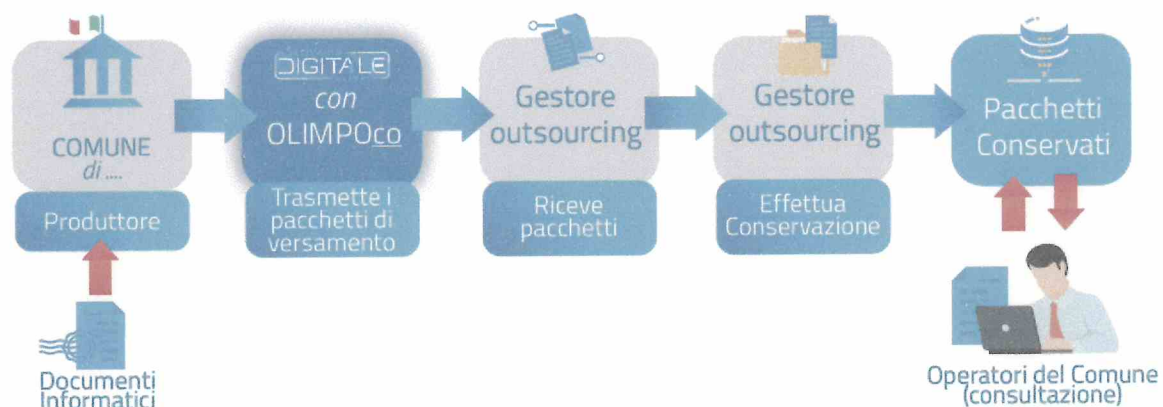 COMUNE
di ....
Produttore
Documenti
Informatici
DIGITALE
con
OLIMPOco
Trasmette i
pacchetti di
versamento
Gestore
outsourcing
Riceve
pacchetti
Gestore
outsourcing
Effettua
Conservazione
Pacchetti
Conservati
Operatori del Comune
(consultazione)